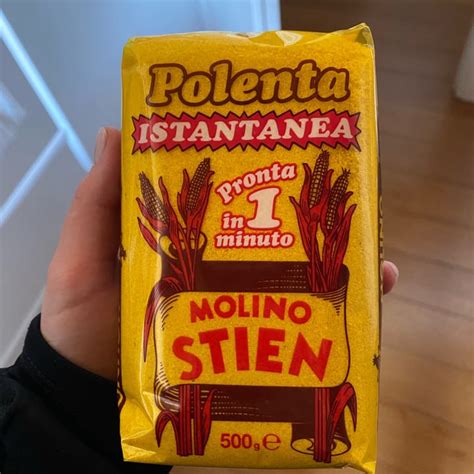 Polenta
ISTANTANEA
Pronta
in 1
minuto
MOLINO
STIEN
500g e